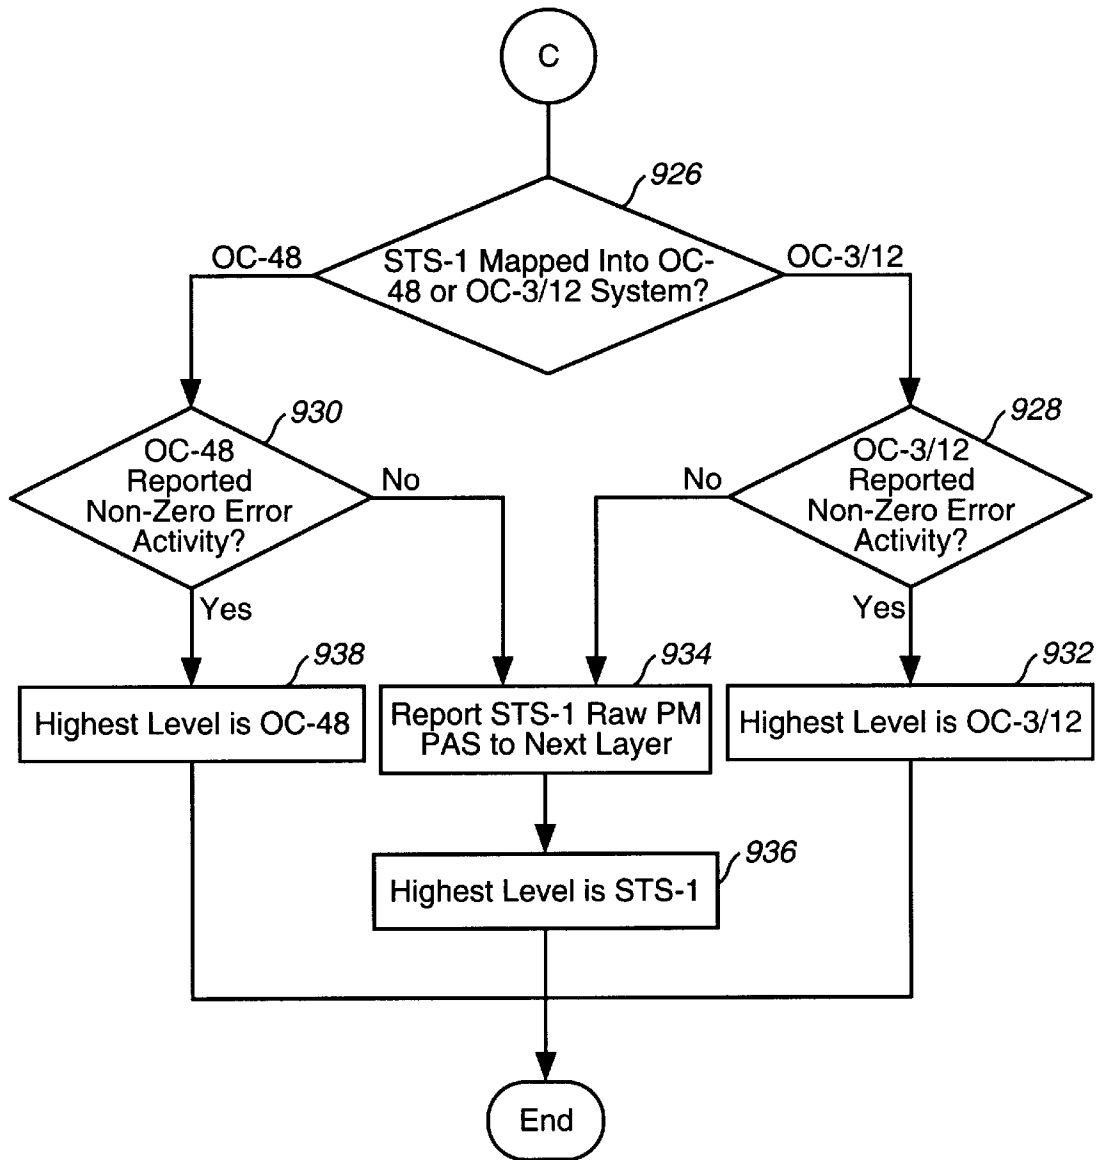 C
926
OC-48
STS-1 Mapped Into OC-
48 or OC-3/12 System?
OC-3/12
930
OC-48
Reported
Non-Zero Error
Activity?
No
Yes
928
OC-3/12
Reported
Non-Zero Error
Activity?
No
Yes
938
Highest Level is OC-48
934
Report STS-1 Raw PM
PAS to Next Layer
932
Highest Level is OC-3/12
936
Highest Level is STS-1
End